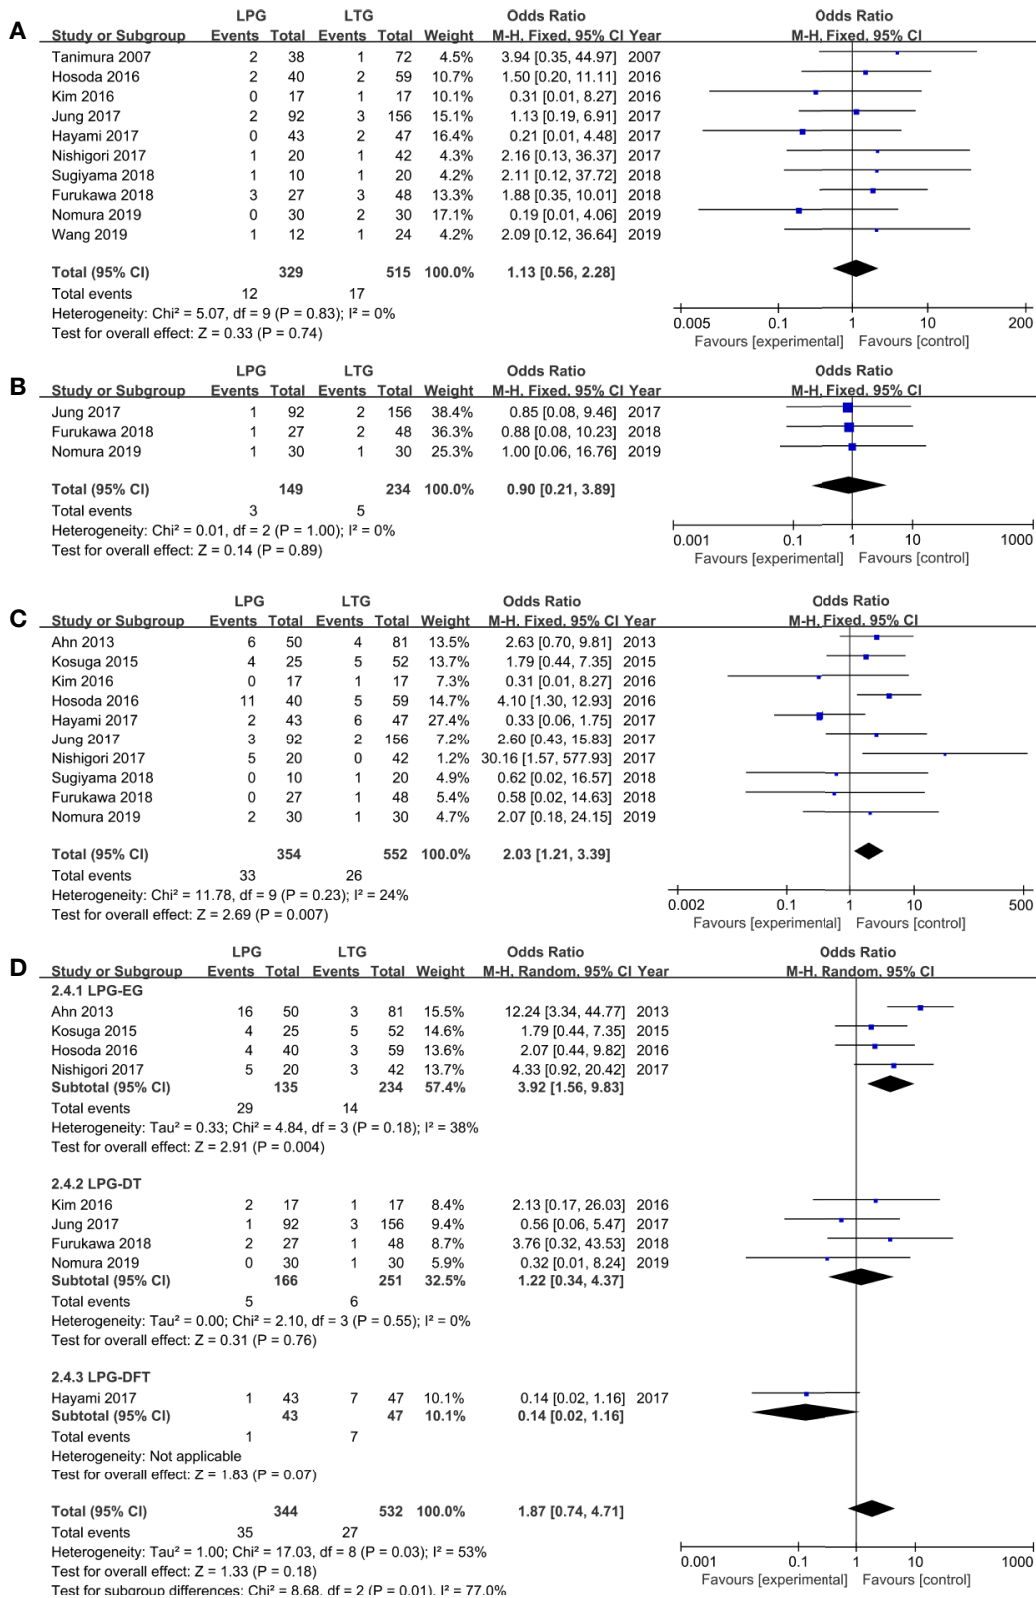 A
LPG LTG Odds Ratio Odds Ratio
Study or Subgroup Events Total Events Total Weight M-H, Fixed, 95% CI Year M-H, Fixed, 95% CI
Tanimura 2007 2 38 1 72 4.5% 3.94 [0.35, 44.97] 2007
Hosoda 2016 2 40 2 59 10.7% 1.50 [0.20, 11.11] 2016
Kim 2016 0 17 1 17 10.1% 0.31 [0.01, 8.27] 2016
Jung 2017 2 92 3 156 15.1% 1.13 [0.19, 6.91] 2017
Hayami 2017 0 43 2 47 16.4% 0.21 [0.01, 4.48] 2017
Nishigori 2017 1 20 1 42 4.3% 2.16 [0.13, 36.37] 2017
Sugiyama 2018 1 10 1 20 4.2% 2.11 [0.12, 37.72] 2018
Furukawa 2018 3 27 3 48 13.3% 1.88 [0.35, 10.01] 2018
Nomura 2019 0 30 2 30 17.1% 0.19 [0.01, 4.06] 2019
Wang 2019 1 12 1 24 4.2% 2.09 [0.12, 36.64] 2019
Total (95% CI) 329 515 100.0% 1.13 [0.56, 2.28]
Total events 12 17
Heterogeneity: Chi² = 5.07, df = 9 (P = 0.83); I² = 0%
Test for overall effect: Z = 0.33 (P = 0.74)
0.005 0.1 1 10 200
Favours [experimental] Favours [control]
B
LPG LTG Odds Ratio Odds Ratio
Study or Subgroup Events Total Events Total Weight M-H, Fixed, 95% CI Year M-H, Fixed, 95% CI
Jung 2017 1 92 2 156 38.4% 0.85 [0.08, 9.46] 2017
Furukawa 2018 1 27 2 48 36.3% 0.88 [0.08, 10.23] 2018
Nomura 2019 1 30 1 30 25.3% 1.00 [0.06, 16.76] 2019
Total (95% CI) 149 234 100.0% 0.90 [0.21, 3.89]
Total events 3 5
Heterogeneity: Chi² = 0.01, df = 2 (P = 1.00); I² = 0%
Test for overall effect: Z = 0.14 (P = 0.89)
0.001 0.1 1 10 1000
Favours [experimental] Favours [control]
C
LPG LTG Odds Ratio Odds Ratio
Study or Subgroup Events Total Events Total Weight M-H, Fixed, 95% CI Year M-H, Fixed, 95% CI
Ahn 2013 6 50 4 81 13.5% 2.63 [0.70, 9.81] 2013
Kosuga 2015 4 25 5 52 13.7% 1.79 [0.44, 7.35] 2015
Kim 2016 0 17 1 17 7.3% 0.31 [0.01, 8.27] 2016
Hosoda 2016 11 40 5 59 14.7% 4.10 [1.30, 12.93] 2016
Hayami 2017 2 43 6 47 27.4% 0.33 [0.06, 1.75] 2017
Jung 2017 3 92 2 156 7.2% 2.60 [0.43, 15.83] 2017
Nishigori 2017 5 20 0 42 1.2% 30.16 [1.57, 577.93] 2017
Sugiyama 2018 0 10 1 20 4.9% 0.62 [0.02, 16.57] 2018
Furukawa 2018 0 27 1 48 5.4% 0.58 [0.02, 14.63] 2018
Nomura 2019 2 30 1 30 4.7% 2.07 [0.18, 24.15] 2019
Total (95% CI) 354 552 100.0% 2.03 [1.21, 3.39]
Total events 33 26
Heterogeneity: Chi² = 11.78, df = 9 (P = 0.23); I² = 24%
Test for overall effect: Z = 2.69 (P = 0.007)
0.002 0.1 1 10 500
Favours [experimental] Favours [control]
D
LPG LTG Odds Ratio Odds Ratio
Study or Subgroup Events Total Events Total Weight M-H, Random, 95% CI Year M-H, Random, 95% CI
2.4.1 LPG-EG
Ahn 2013 16 50 3 81 15.5% 12.24 [3.34, 44.77] 2013
Kosuga 2015 4 25 5 52 14.6% 1.79 [0.44, 7.35] 2015
Hosoda 2016 4 40 3 59 13.6% 2.07 [0.44, 9.82] 2016
Nishigori 2017 5 20 3 42 13.7% 4.33 [0.92, 20.42] 2017
Subtotal (95% CI) 135 234 57.4% 3.92 [1.56, 9.83]
Total events 29 14
Heterogeneity: Tau² = 0.33; Chi² = 4.84, df = 3 (P = 0.18); I² = 38%
Test for overall effect: Z = 2.91 (P = 0.004)
2.4.2 LPG-DT
Kim 2016 2 17 1 17 8.4% 2.13 [0.17, 26.03] 2016
Jung 2017 1 92 3 156 9.4% 0.56 [0.06, 5.47] 2017
Furukawa 2018 2 27 1 48 8.7% 3.76 [0.32, 43.53] 2018
Nomura 2019 0 30 1 30 5.9% 0.32 [0.01, 8.24] 2019
Subtotal (95% CI) 166 251 32.5% 1.22 [0.34, 4.37]
Total events 5 6
Heterogeneity: Tau² = 0.00; Chi² = 2.10, df = 3 (P = 0.55); I² = 0%
Test for overall effect: Z = 0.31 (P = 0.76)
2.4.3 LPG-DFT
Hayami 2017 1 43 7 47 10.1% 0.14 [0.02, 1.16] 2017
Subtotal (95% CI) 43 47 10.1% 0.14 [0.02, 1.16]
Total events 1 7
Heterogeneity: Not applicable
Test for overall effect: Z = 1.83 (P = 0.07)
Total (95% CI) 344 532 100.0% 1.87 [0.74, 4.71]
Total events 35 27
Heterogeneity: Tau² = 1.00; Chi² = 17.03, df = 8 (P = 0.03); I² = 53%
Test for overall effect: Z = 1.33 (P = 0.18)
Test for subgroup differences: Chi² = 8.68, df = 2 (P = 0.01), I² = 77.0%
0.001 0.1 1 10 1000
Favours [experimental] Favours [control]